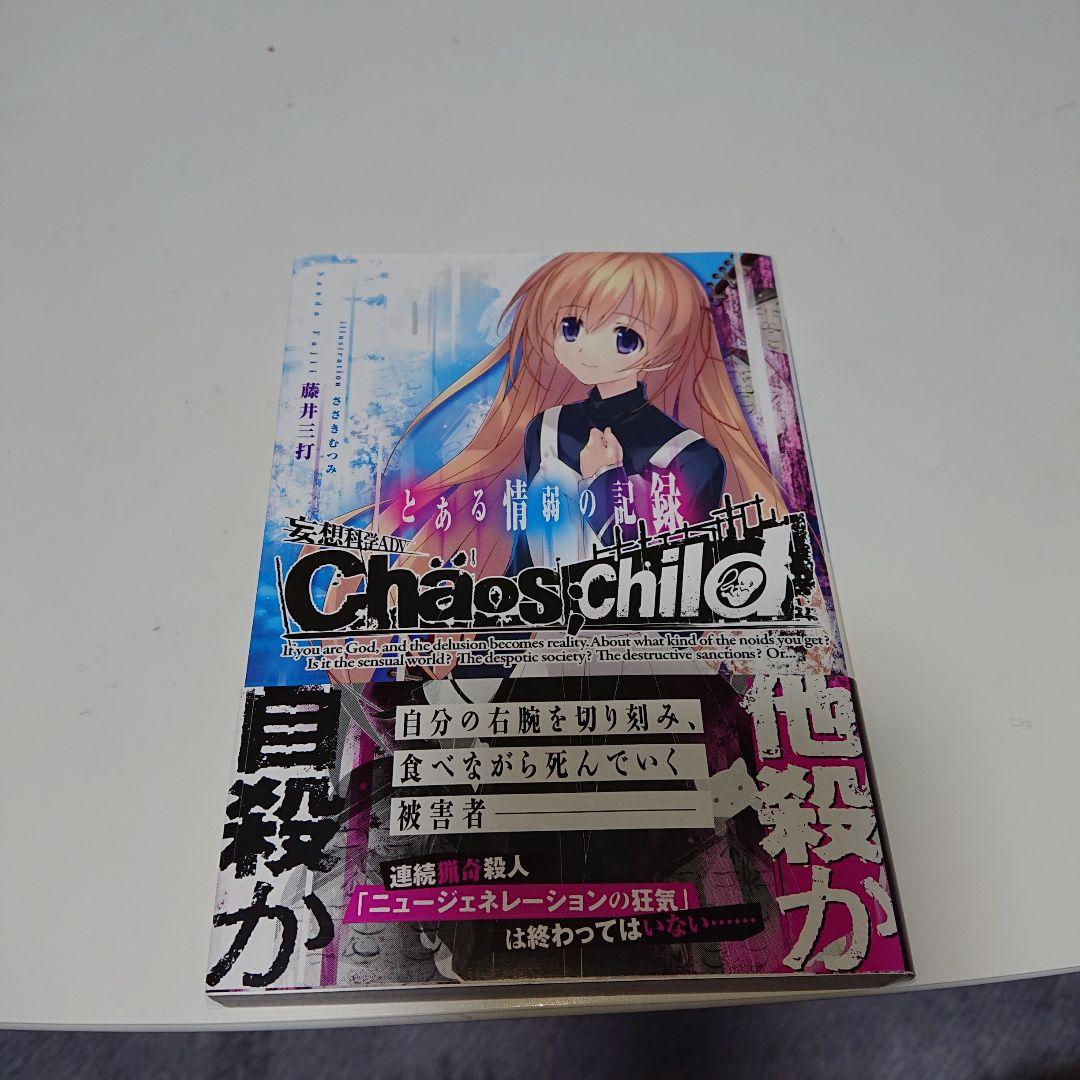 Sanda Fujii
藤井三打
illustration ささきむつみ
とある情弱の記録
妄想科学ADV
Chäos;Child
If you are God, and the delusion becomes reality. About what kind of the noids you get?
Is it the sensual world? The despotic society? The destructive sanctions? Or...
自殺か
他殺か
自分の右腕を切り刻み、
食べながら死んでいく
被害者――――
連続猟奇殺人
「ニュージェネレーションの狂気」
は終わってはいない……